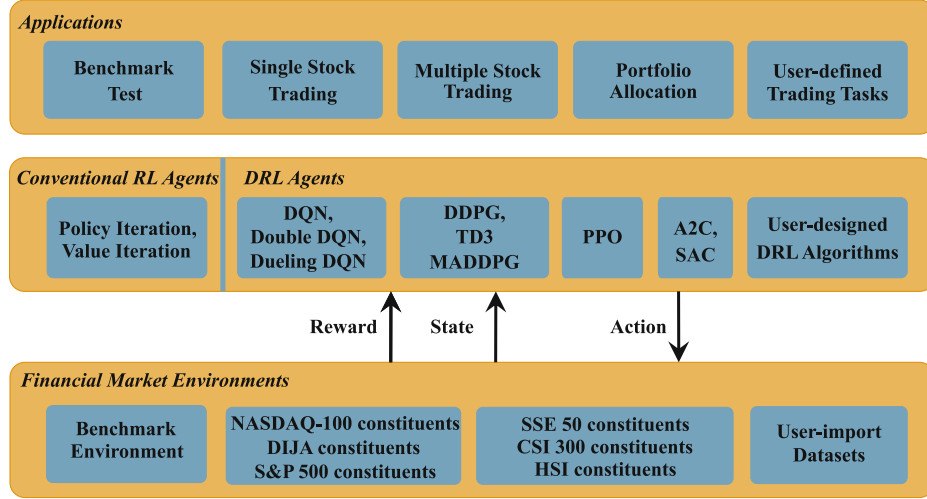 Applications
Benchmark
Test
Single Stock
Trading
Multiple Stock
Trading
Portfolio
Allocation
User-defined
Trading Tasks
Conventional RL Agents
DRL Agents
Policy Iteration,
Value Iteration
DQN,
Double DQN,
Dueling DQN
DDPG,
TD3
MADDPG
PPO
A2C,
SAC
User-designed
DRL Algorithms
Reward
State
Action
Financial Market Environments
Benchmark
Environment
NASDAQ-100 constituents
DIJA constituents
S&P 500 constituents
SSE 50 constituents
CSI 300 constituents
HSI constituents
User-import
Datasets